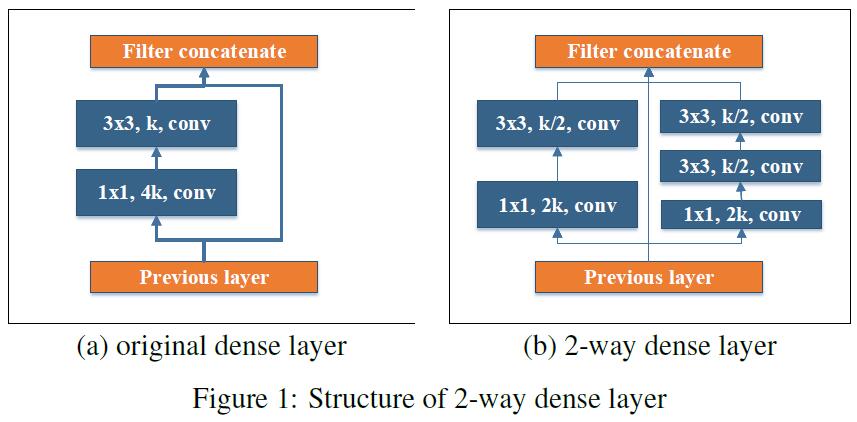 Filter concatenate
3x3, k, conv
1x1, 4k, conv
Previous layer
(a) original dense layer
Filter concatenate
3x3, k/2, conv
1x1, 2k, conv
3x3, k/2, conv
3x3, k/2, conv
1x1, 2k, conv
Previous layer
(b) 2-way dense layer
Figure 1: Structure of 2-way dense layer